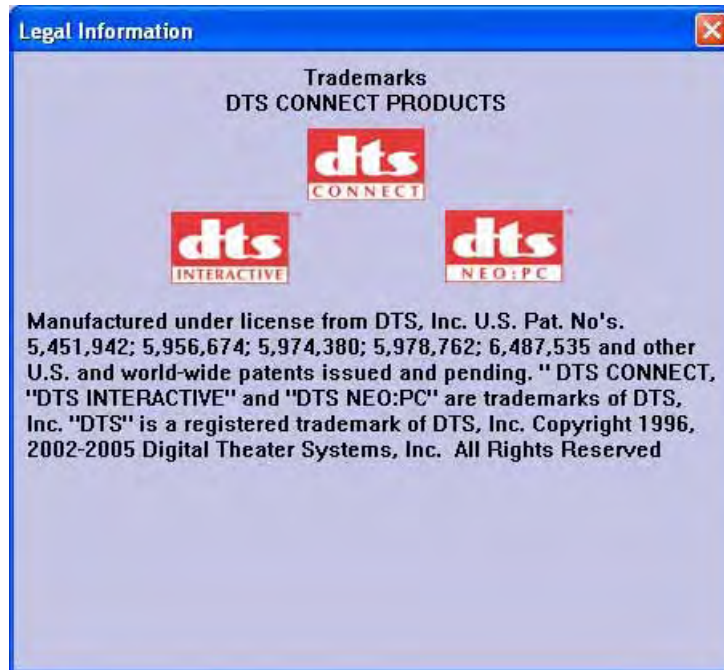 Legal Information
Trademarks
DTS CONNECT PRODUCTS
dts
CONNECT
dts
INTERACTIVE
dts
NEO:PC
Manufactured under license from DTS, Inc. U.S. Pat. No's.
5,451,942; 5,956,674; 5,974,380; 5,978,762; 6,487,535 and other
U.S. and world-wide patents issued and pending. " DTS CONNECT,
"DTS INTERACTIVE" and "DTS NEO:PC" are trademarks of DTS,
Inc. "DTS" is a registered trademark of DTS, Inc. Copyright 1996,
2002-2005 Digital Theater Systems, Inc.  All Rights Reserved